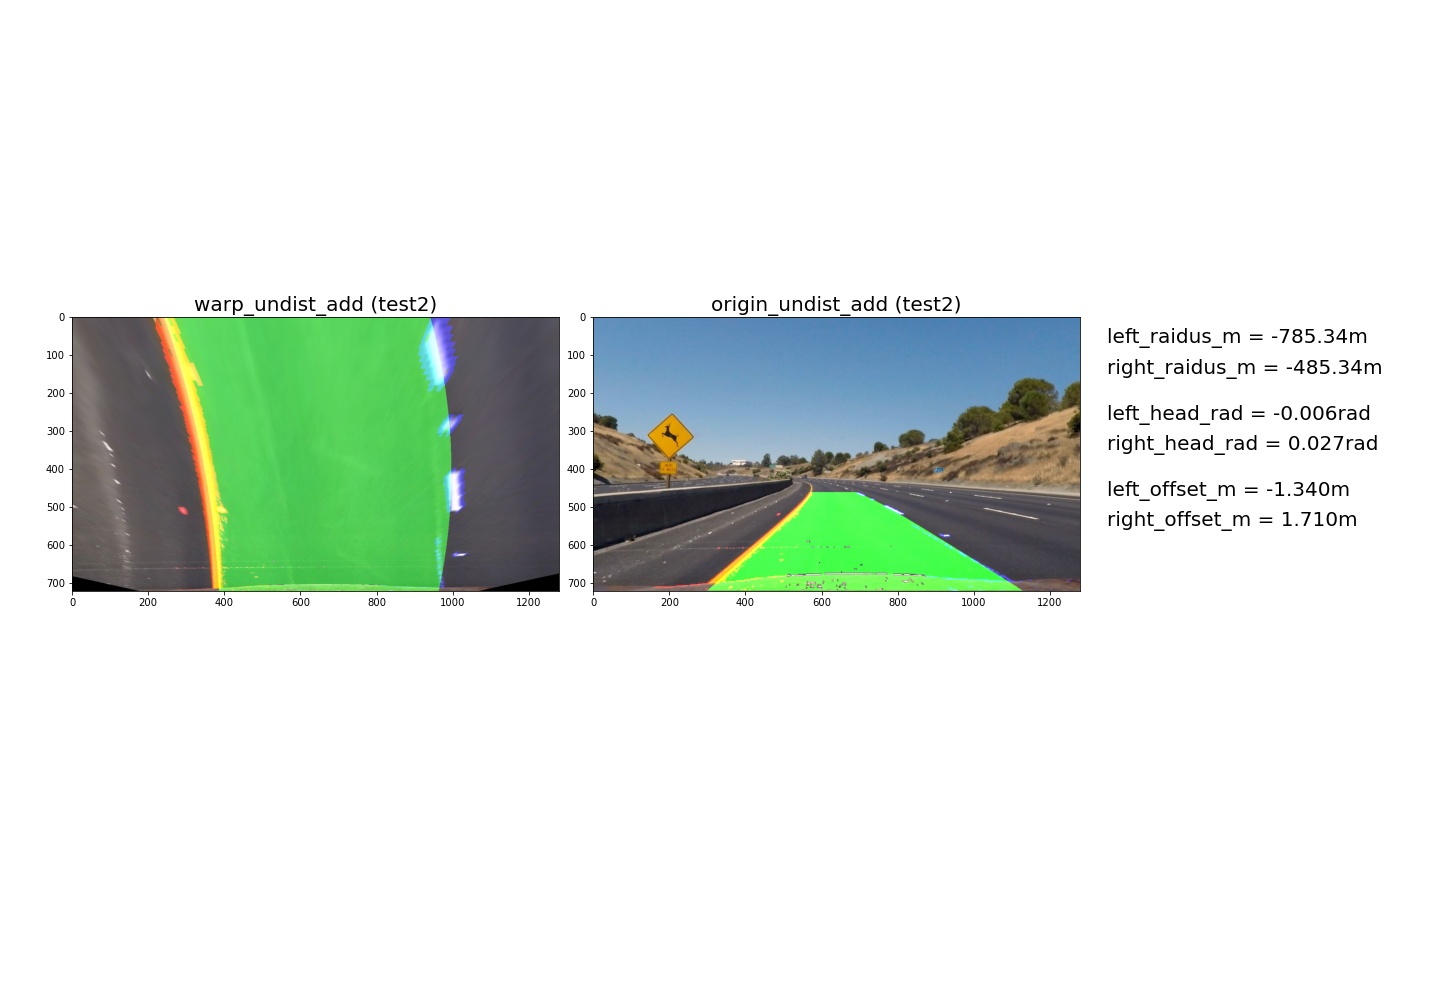 warp_undist_add (test2)
0
100
200
300
400
500
600
700
0 200 400 600 800 1000 1200
origin_undist_add (test2)
0
100
200
300
400
500
600
700
0 200 400 600 800 1000 1200
left_raidus_m = -785.34m
right_raidus_m = -485.34m
left_head_rad = -0.006rad
right_head_rad = 0.027rad
left_offset_m = -1.340m
right_offset_m = 1.710m